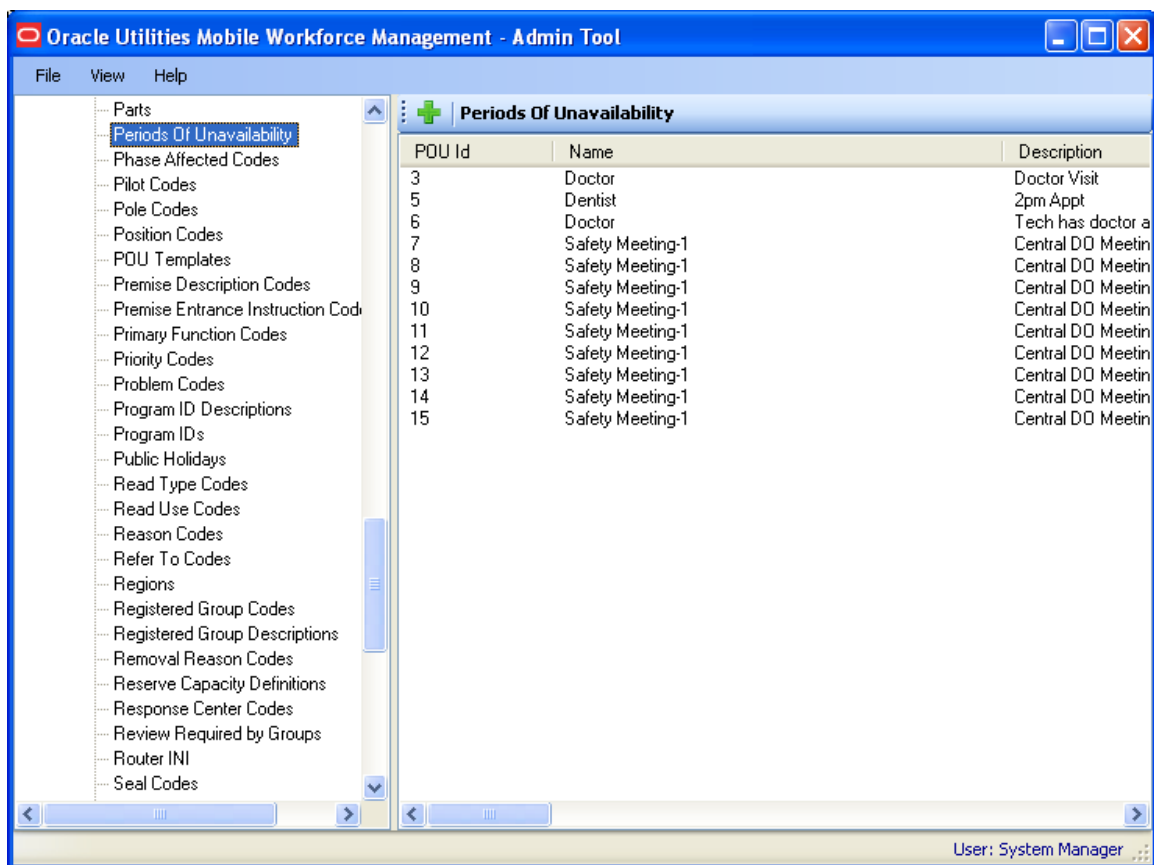 Oracle Utilities Mobile Workforce Management - Admin Tool
File View Help
Parts
Periods Of Unavailability
Phase Affected Codes
Pilot Codes
Pole Codes
Position Codes
POU Templates
Premise Description Codes
Premise Entrance Instruction Code
Primary Function Codes
Priority Codes
Problem Codes
Program ID Descriptions
Program IDs
Public Holidays
Read Type Codes
Read Use Codes
Reason Codes
Refer To Codes
Regions
Registered Group Codes
Registered Group Descriptions
Removal Reason Codes
Reserve Capacity Definitions
Response Center Codes
Review Required by Groups
Router INI
Seal Codes
Periods Of Unavailability
POU Id Name Description
3 Doctor Doctor Visit
5 Dentist 2pm Appt
6 Doctor Tech has doctor a
7 Safety Meeting-1 Central DO Meetin
8 Safety Meeting-1 Central DO Meetin
9 Safety Meeting-1 Central DO Meetin
10 Safety Meeting-1 Central DO Meetin
11 Safety Meeting-1 Central DO Meetin
12 Safety Meeting-1 Central DO Meetin
13 Safety Meeting-1 Central DO Meetin
14 Safety Meeting-1 Central DO Meetin
15 Safety Meeting-1 Central DO Meetin
User: System Manager